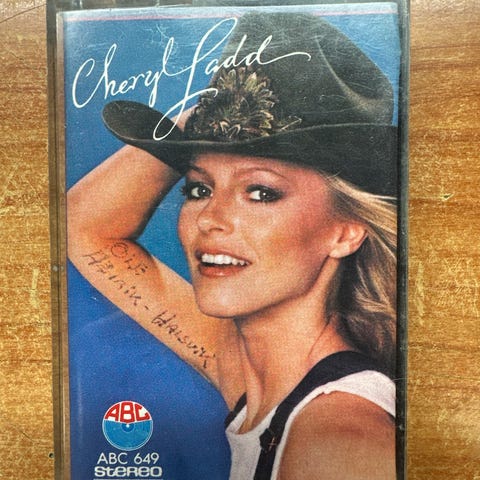 Cheryl Ladd
ABC
ABC 649
STEREO